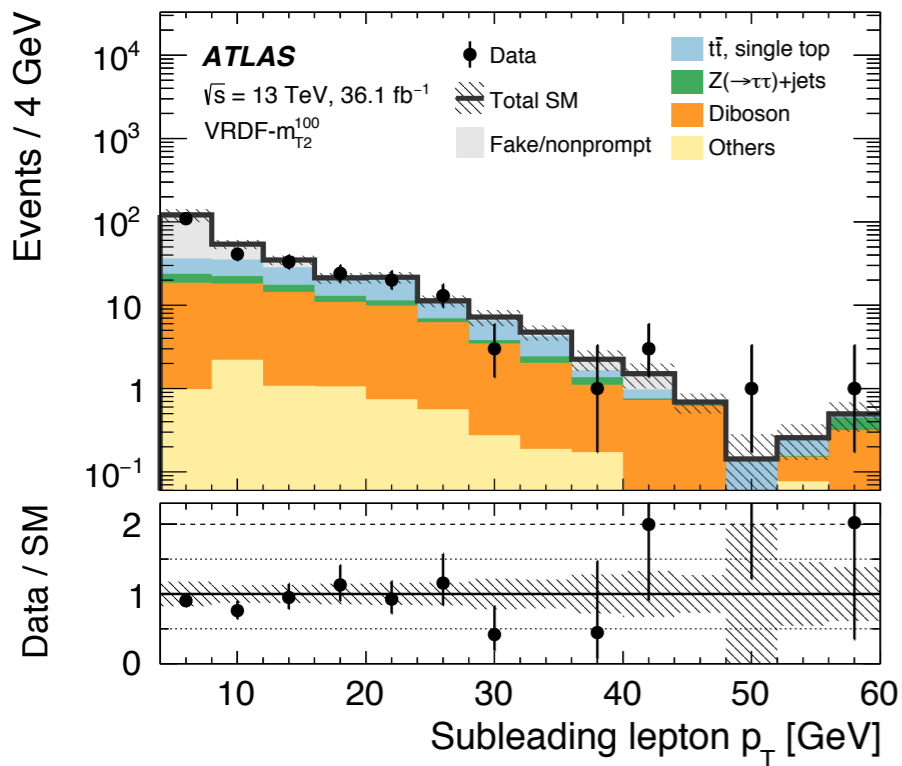 Events / 4 GeV
10⁴
10³
10²
10
1
10⁻¹
ATLAS
√s = 13 TeV, 36.1 fb⁻¹
VRDF-m_T2^100
Data
Total SM
Fake/nonprompt
tt̄, single top
Z(→ττ)+jets
Diboson
Others
Data / SM
2
1
0
10 20 30 40 50 60
Subleading lepton p_T [GeV]